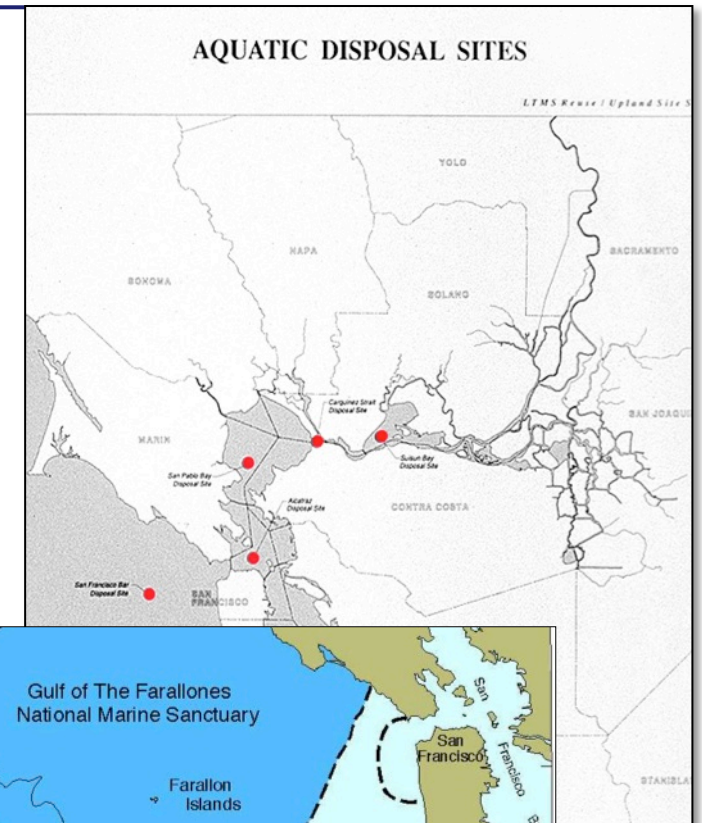 AQUATIC DISPOSAL SITES
LTMS Reuse / Upland Site S
YOLO
NAPA
SACRAMENTO
SONOMA
SOLANO
Carquinez Strait
Disposal Site
SAN JOAQUI
MARIN
Suisun Bay
Disposal Site
San Pablo Bay
Disposal Site
Alcatraz
Disposal Site
CONTRA COSTA
San Francisco Bar
Disposal Site
SAN
FRANCISCO
Gulf of The Farallones
National Marine Sanctuary
San
Francisco
B
San
Francisco
Farallon
Islands
STANISLA